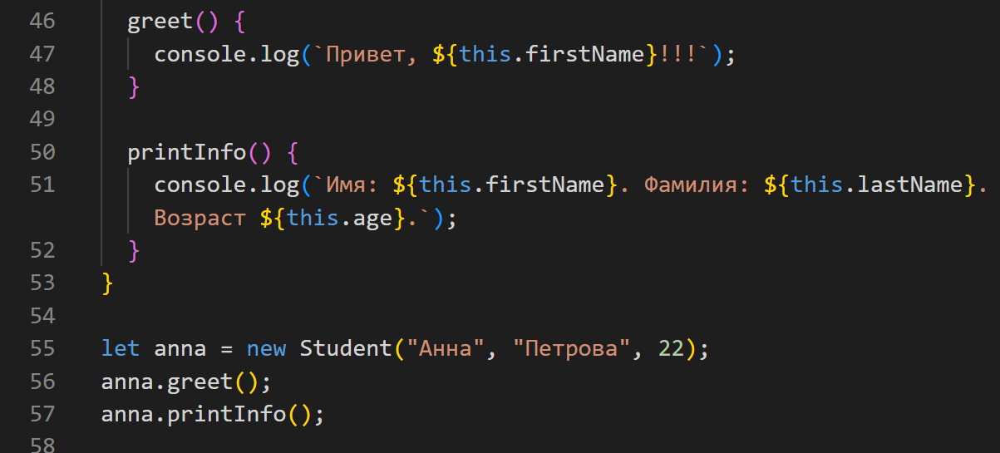 46 greet() {
47 console.log(`Привет, ${this.firstName}!!!`);
48 }
49
50 printInfo() {
51 console.log(`Имя: ${this.firstName}. Фамилия: ${this.lastName}.
Возраст ${this.age}.`);
52 }
53 }
54
55 let anna = new Student("Анна", "Петрова", 22);
56 anna.greet();
57 anna.printInfo();
58